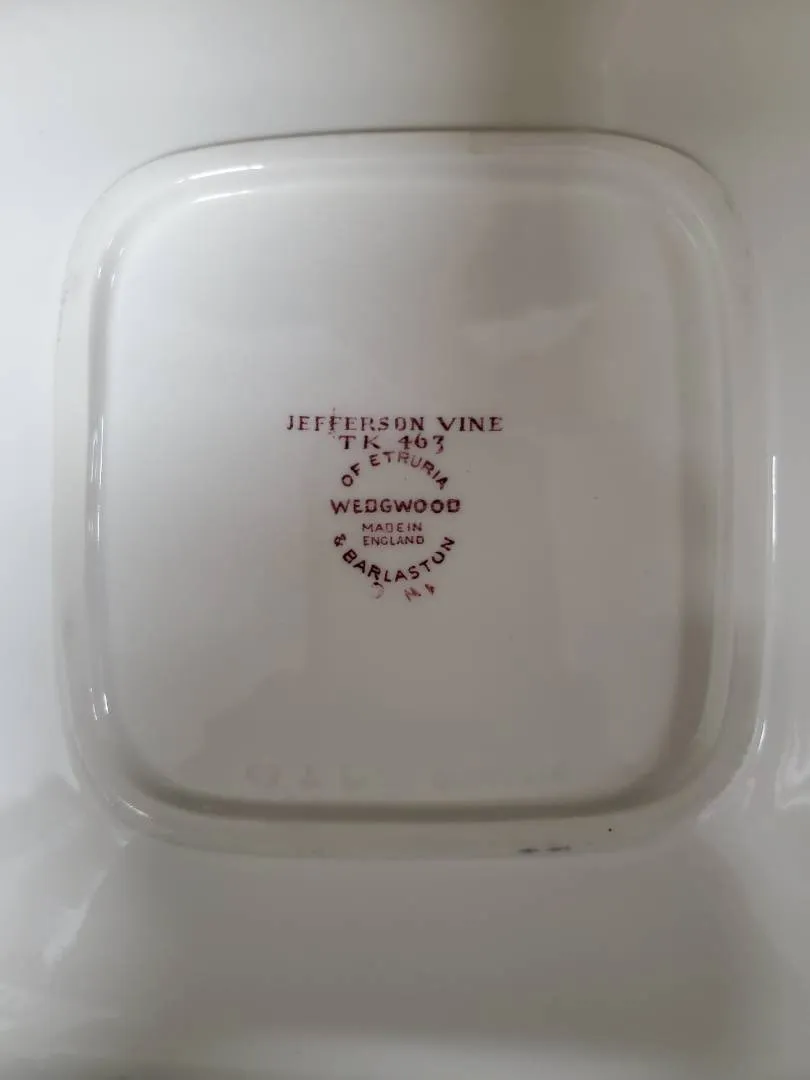 JEFFERSON VINE
TK 463
OF ETRURIA
WEDGWOOD
MADE IN
ENGLAND
& BARLASTON